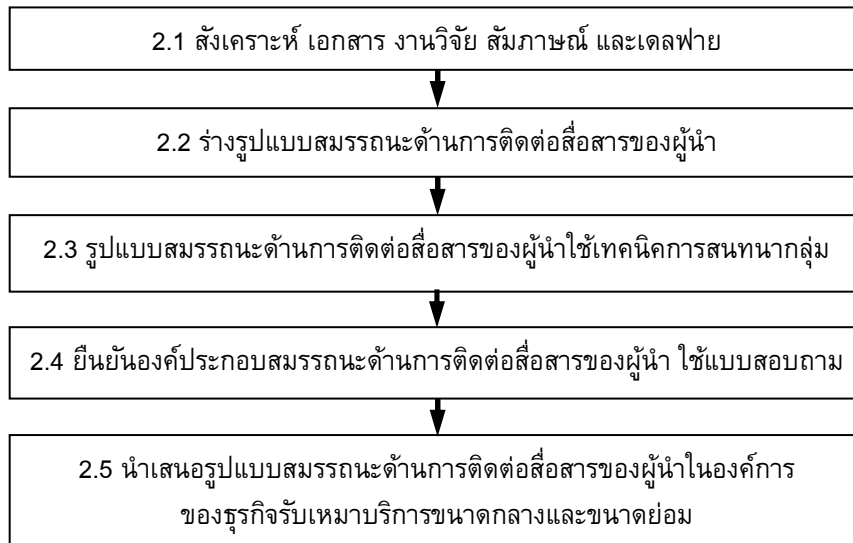 2.1 สังเคราะห์ เอกสาร งานวิจัย สัมภาษณ์ และเดลฟาย
2.2 ร่างรูปแบบสมรรถนะด้านการติดต่อสื่อสารของผู้นำ
2.3 รูปแบบสมรรถนะด้านการติดต่อสื่อสารของผู้นำใช้เทคนิคการสนทนากลุ่ม
2.4 ยืนยันองค์ประกอบสมรรถนะด้านการติดต่อสื่อสารของผู้นำ ใช้แบบสอบถาม
2.5 นำเสนอรูปแบบสมรรถนะด้านการติดต่อสื่อสารของผู้นำในองค์การ
ของธุรกิจรับเหมาบริการขนาดกลางและขนาดย่อม